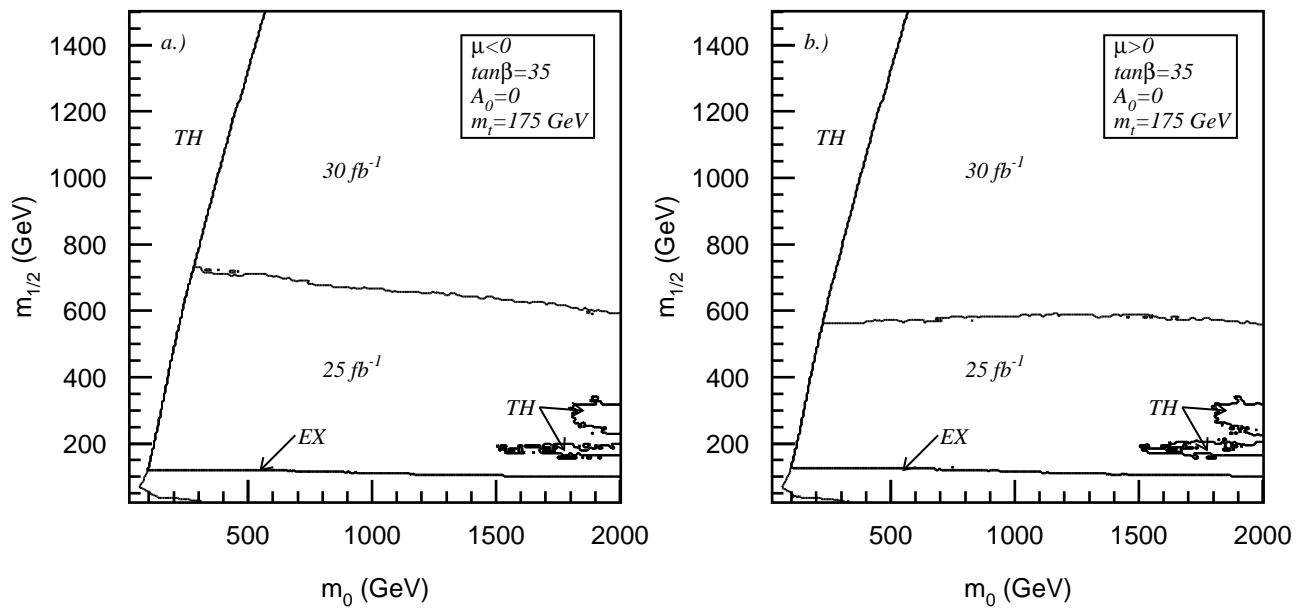 a.)
μ<0
tanβ=35
A₀=0
mₜ=175 GeV
TH
30 fb⁻¹
25 fb⁻¹
TH
EX
1400
1200
1000
800
600
400
200
m₁/₂ (GeV)
500
1000
1500
2000
m₀ (GeV)
b.)
μ>0
tanβ=35
A₀=0
mₜ=175 GeV
TH
30 fb⁻¹
25 fb⁻¹
TH
EX
1400
1200
1000
800
600
400
200
m₁/₂ (GeV)
500
1000
1500
2000
m₀ (GeV)